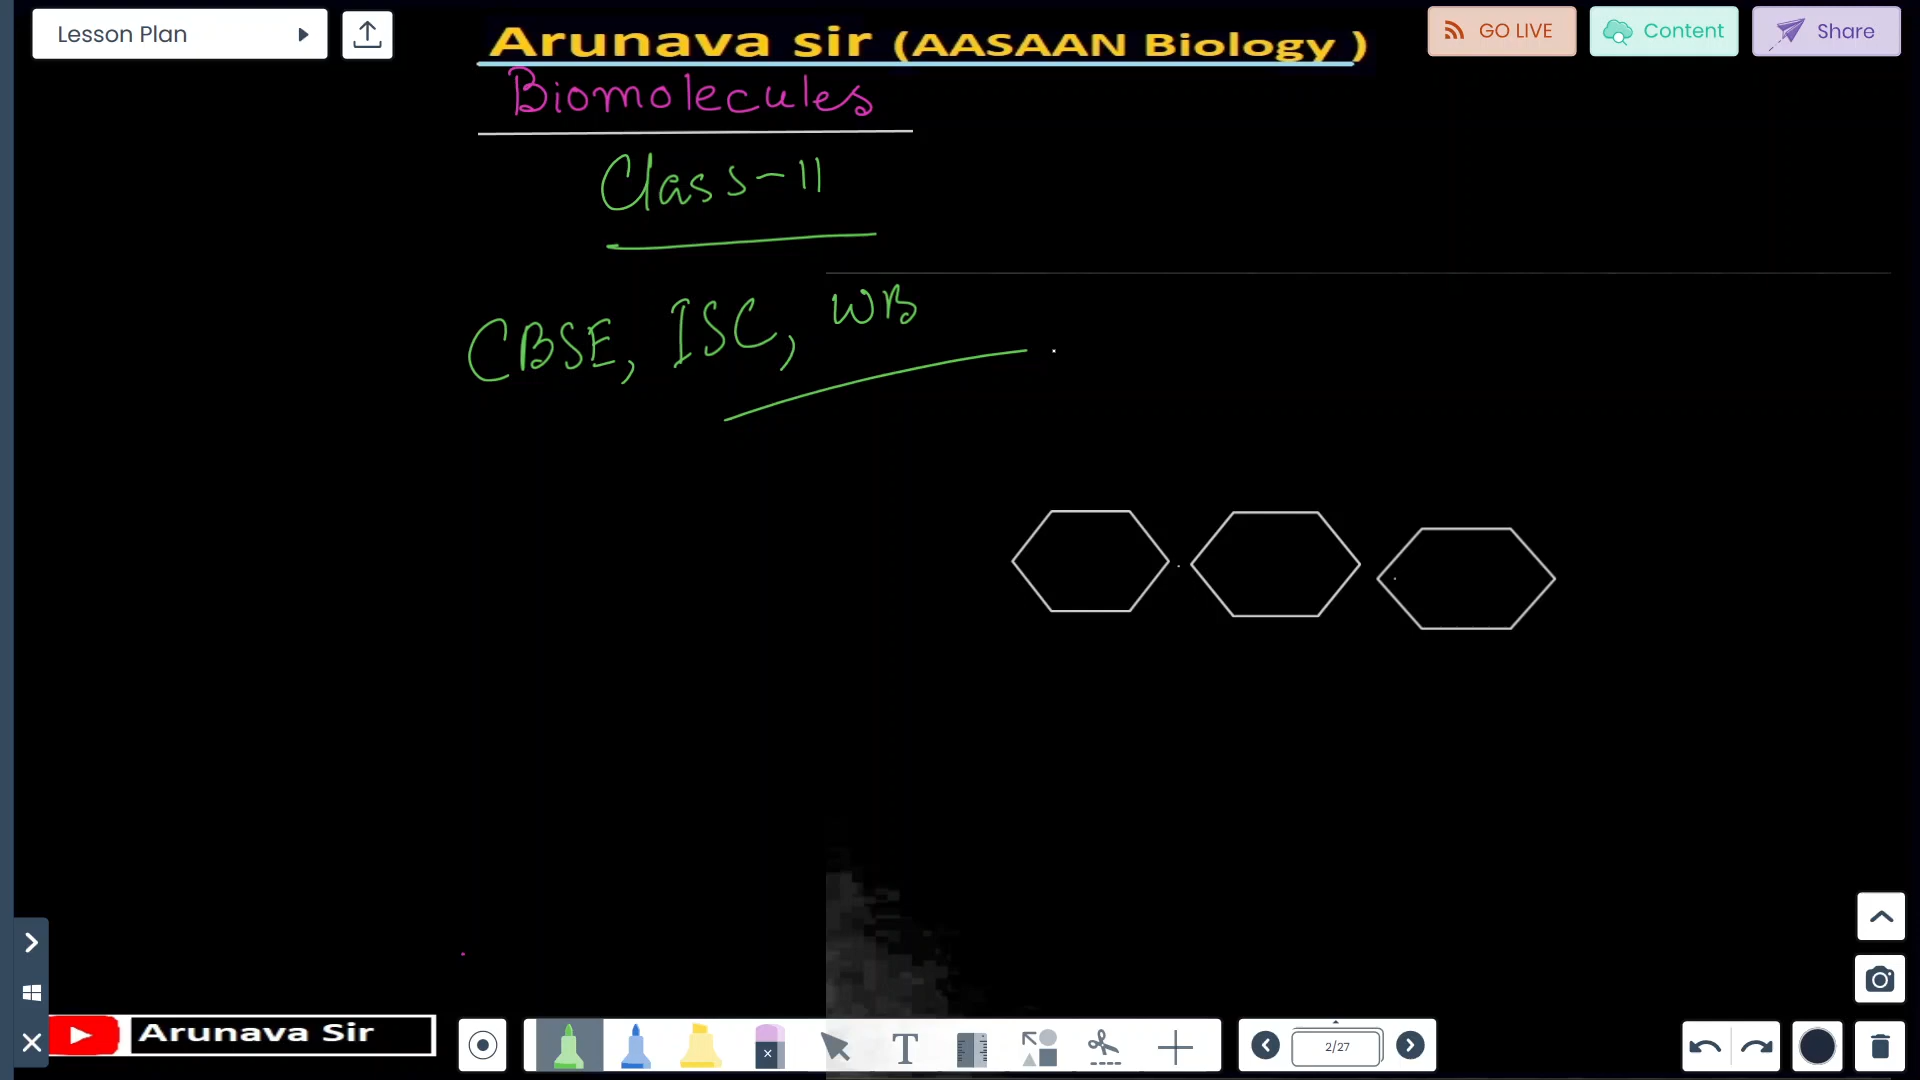 Lesson Plan
Arunava sir (AASAAN Biology )
GO LIVE
Content
Share
Biomolecules
Class-11
CBSE, ISC, WB
Arunava Sir
T
2/27